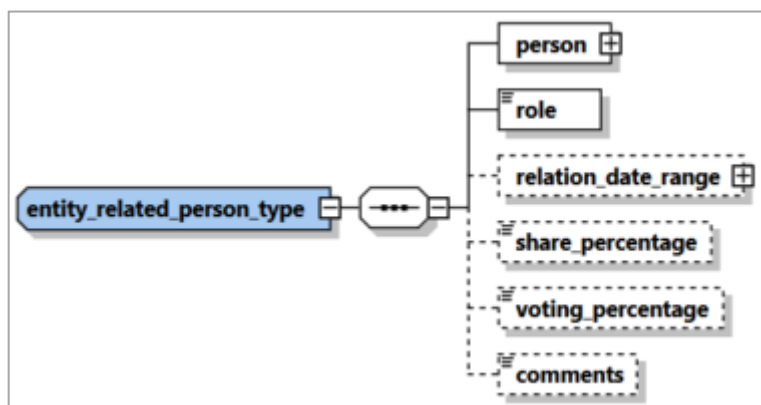 person
role
relation_date_range
entity_related_person_type
share_percentage
voting_percentage
comments